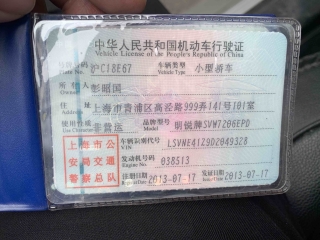 中华人民共和国机动车行驶证
Vehicle License of the People's Republic of China
号牌号码 沪C18E67 车辆类型 小型轿车
Vehicle Type
所有人 彭昭国
住址 上海市青浦区高泾路999弄141号101室
Address
使用性质 非营运 品牌型号 明锐牌SVW7206EPD
Use Character Model
上海市公 车辆识别代号 LSVNE41Z9D2049328
VIN
安局交通 发动机号码 038513
Engine No.
警察总队 注册日期 2013-07-17 发证日期 2013-07-17
Register Date Issue Date